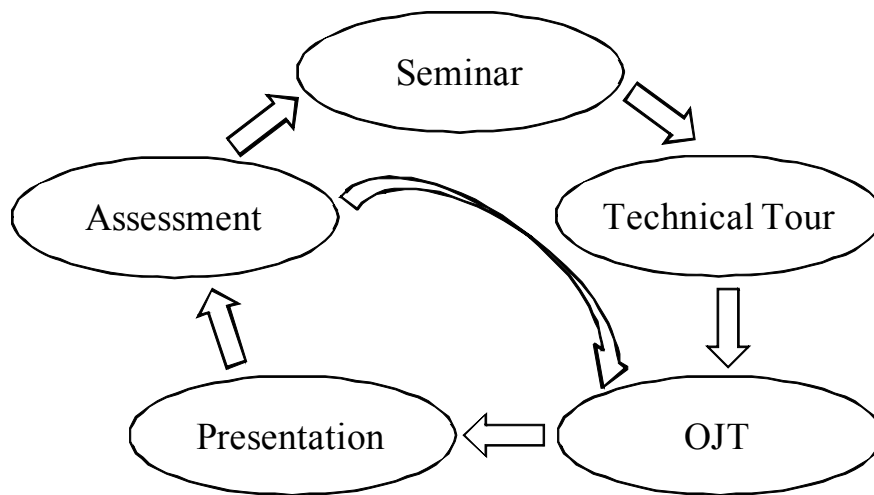 Seminar
Assessment
Technical Tour
Presentation
OJT